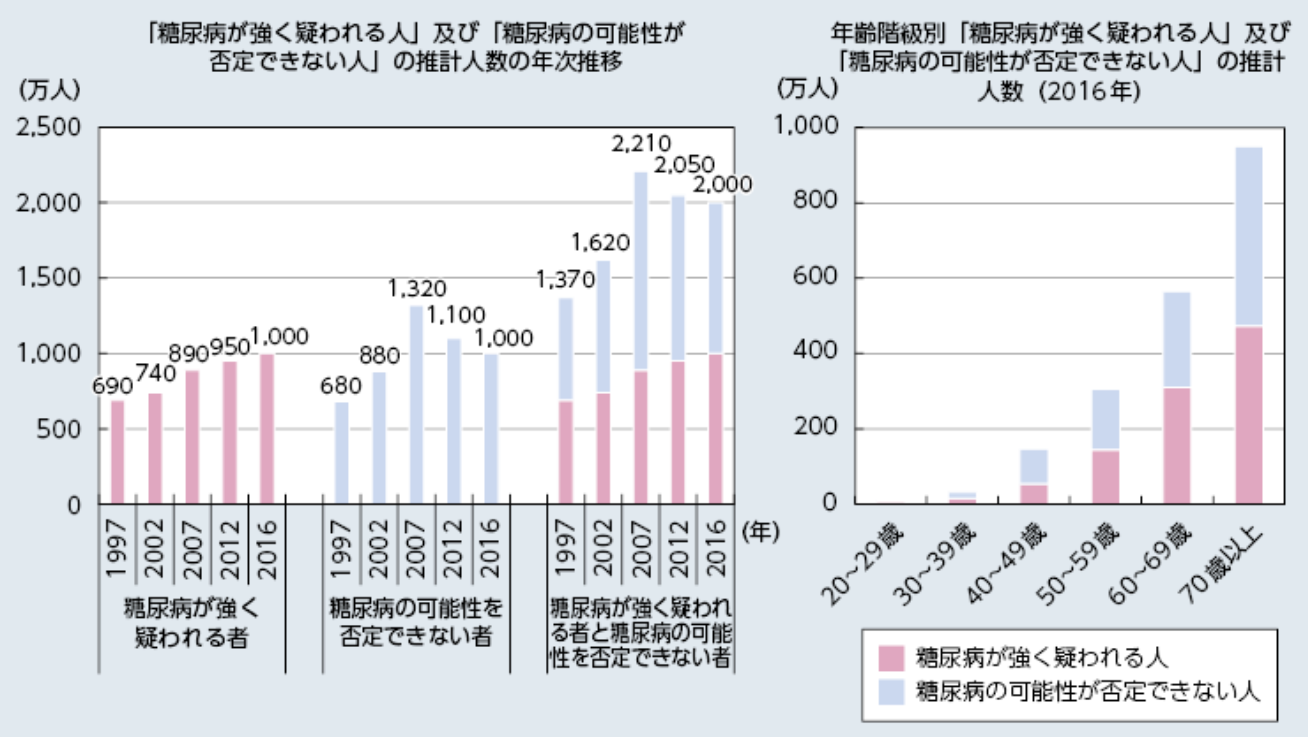 「糖尿病が強く疑われる人」及び「糖尿病の可能性が
否定できない人」の推計人数の年次推移
(万人)
2,500
2,000
1,500
1,000
500
0
690
740
890
950
1,000
680
880
1,320
1,100
1,000
1,370
1,620
2,210
2,050
2,000
1997
2002
2007
2012
2016
1997
2002
2007
2012
2016
1997
2002
2007
2012
2016
(年)
糖尿病が強く
疑われる者
糖尿病の可能性を
否定できない者
糖尿病が強く疑われ
る者と糖尿病の可能
性を否定できない者
年齢階級別「糖尿病が強く疑われる人」及び
「糖尿病の可能性が否定できない人」の推計
人数（2016年）
(万人)
1,000
800
600
400
200
0
20~29歳
30~39歳
40~49歳
50~59歳
60~69歳
70歳以上
糖尿病が強く疑われる人
糖尿病の可能性が否定できない人